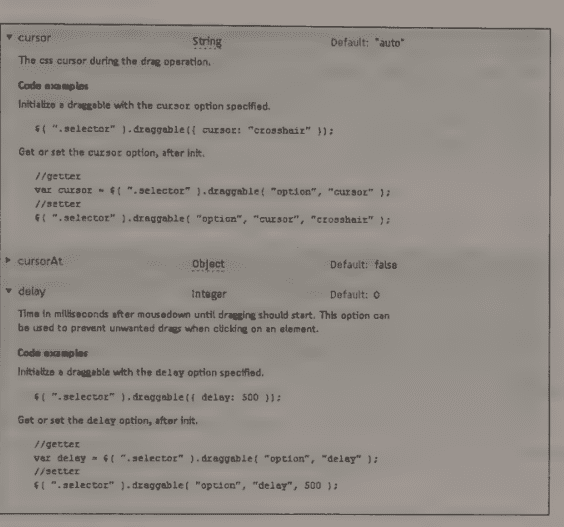 ▼ cursor String Default: "auto"
The css cursor during the drag operation.
Code examples
Initialize a draggable with the cursor option specified.
$( ".selector" ).draggable({ cursor: "crosshair" });
Get or set the cursor option, after init.
//getter
var cursor = $( ".selector" ).draggable( "option", "cursor" );
//setter
$( ".selector" ).draggable( "option", "cursor", "crosshair" );
▶ cursorAt Object Default: false
▼ delay Integer Default: 0
Time in milliseconds after mousedown until dragging should start. This option can
be used to prevent unwanted drags when clicking on an element.
Code examples
Initialize a draggable with the delay option specified.
$( ".selector" ).draggable({ delay: 500 });
Get or set the delay option, after init.
//getter
var delay = $( ".selector" ).draggable( "option", "delay" );
//setter
$( ".selector" ).draggable( "option", "delay", 500 );